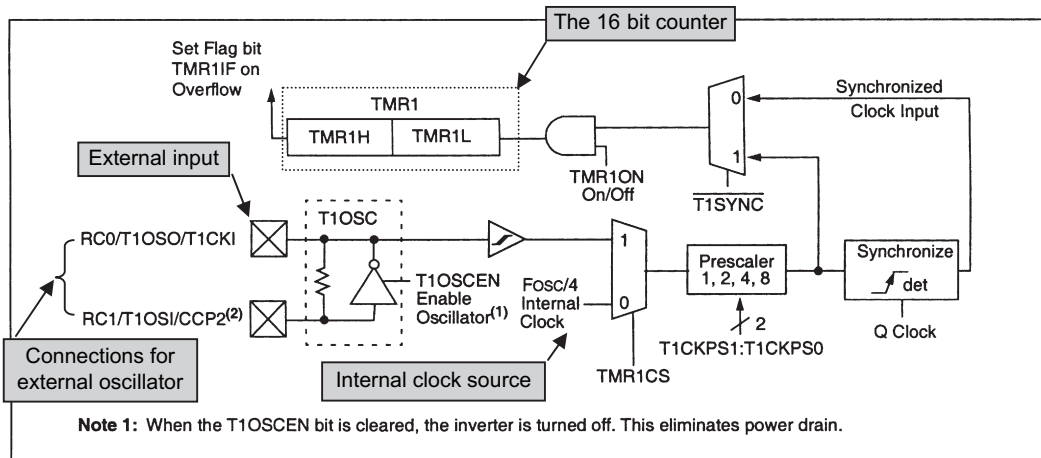 The 16 bit counter
Set Flag bit
TMR1IF on
Overflow
TMR1
TMR1H
TMR1L
0
1
Synchronized
Clock Input
TMR1ON
On/Off
T1SYNC
External input
T1OSC
RC0/T1OSO/T1CKI
RC1/T1OSI/CCP2(2)
T1OSCEN
Enable
Oscillator(1)
FOSC/4
Internal
Clock
1
0
Prescaler
1, 2, 4, 8
Synchronize
det
2
T1CKPS1:T1CKPS0
Q Clock
TMR1CS
Connections for
external oscillator
Internal clock source
Note 1: When the T1OSCEN bit is cleared, the inverter is turned off. This eliminates power drain.